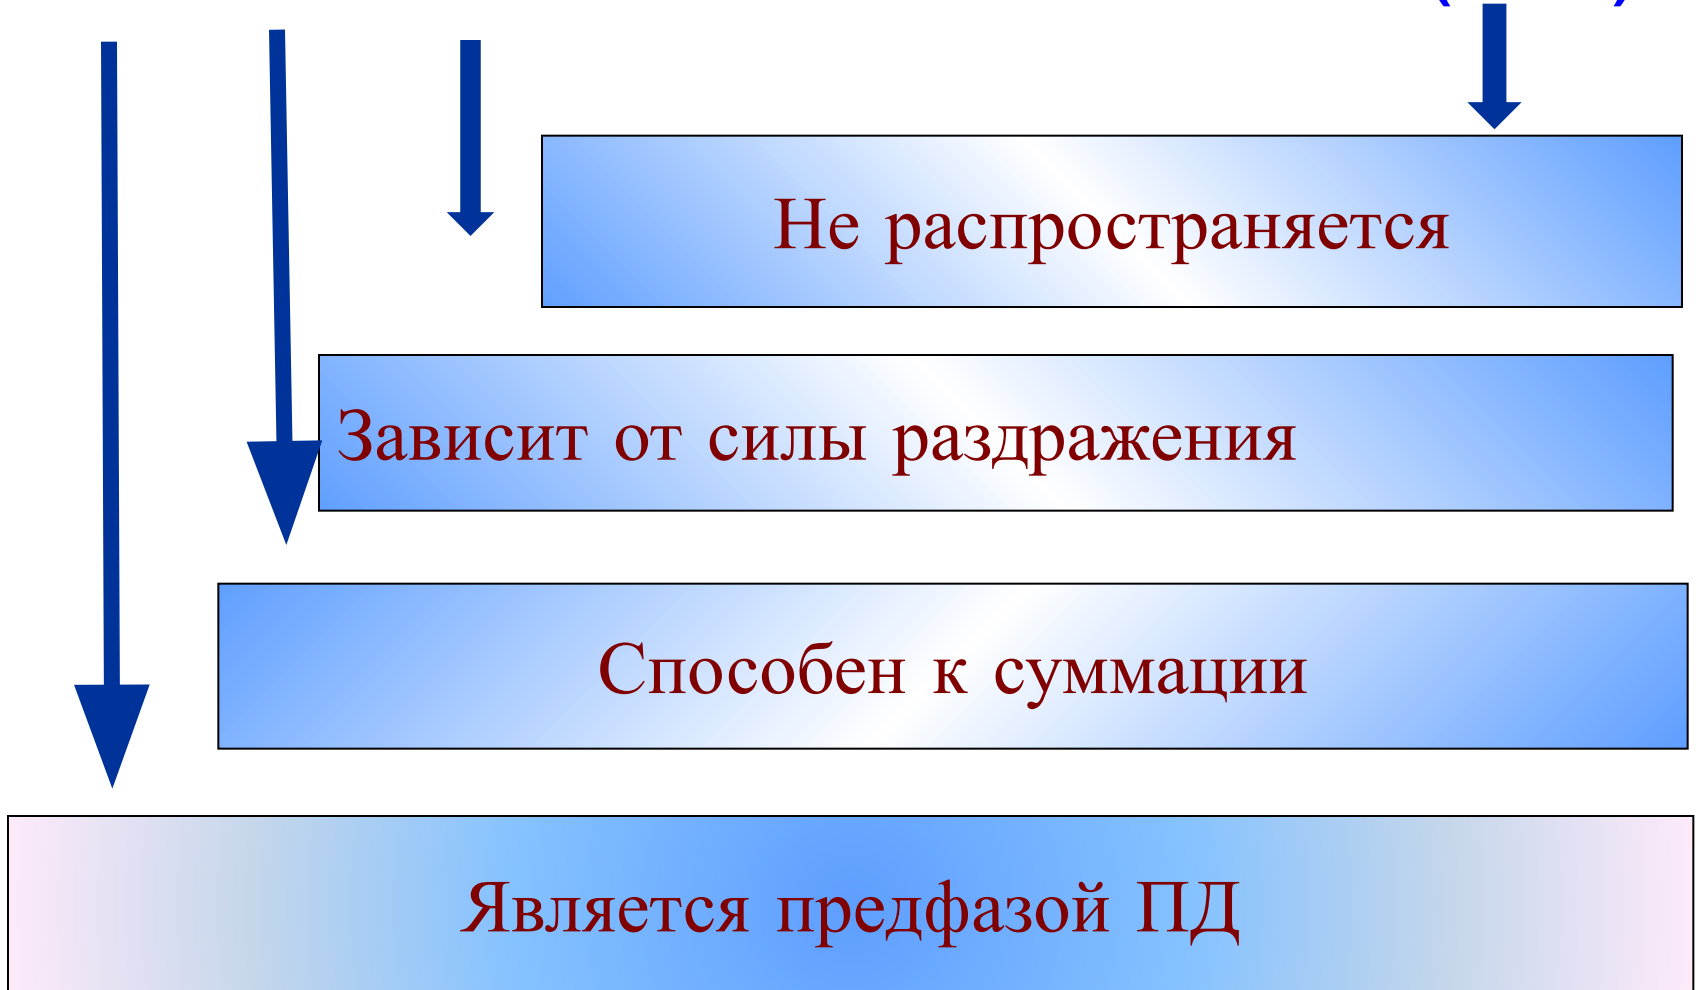 Не распространяется
Зависит от силы раздражения
Способен к суммации
Является предфазой ПД